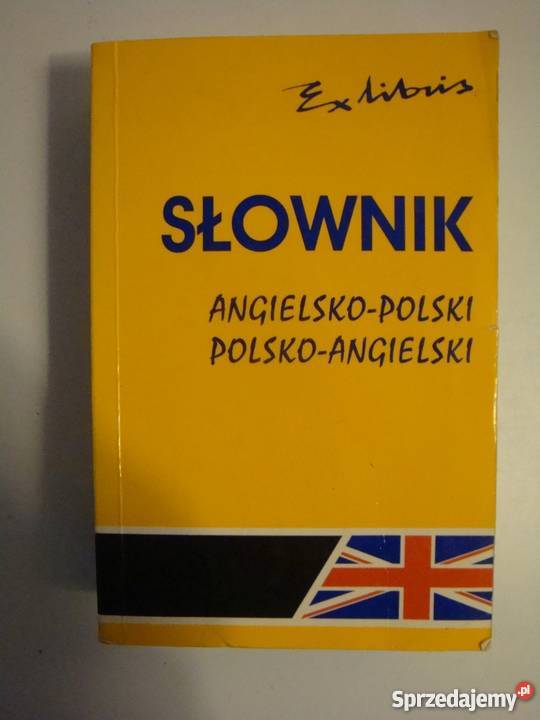 Ex libris
SŁOWNIK
ANGIELSKO-POLSKI
POLSKO-ANGIELSKI
Sprzedajemy.pl